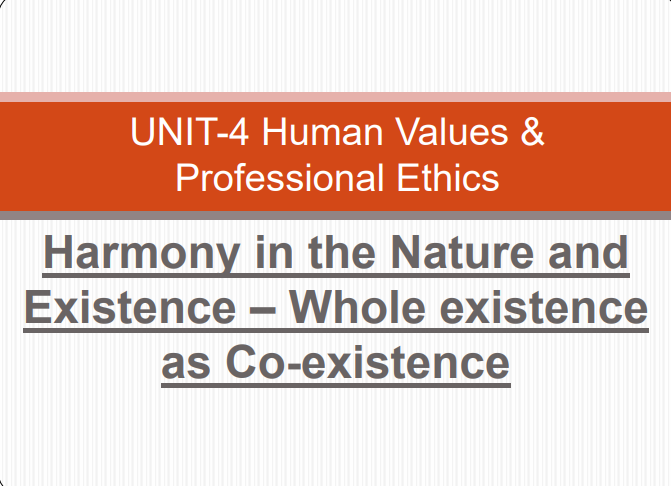 UNIT-4 Human Values &
Professional Ethics
Harmony in the Nature and
Existence – Whole existence
as Co-existence